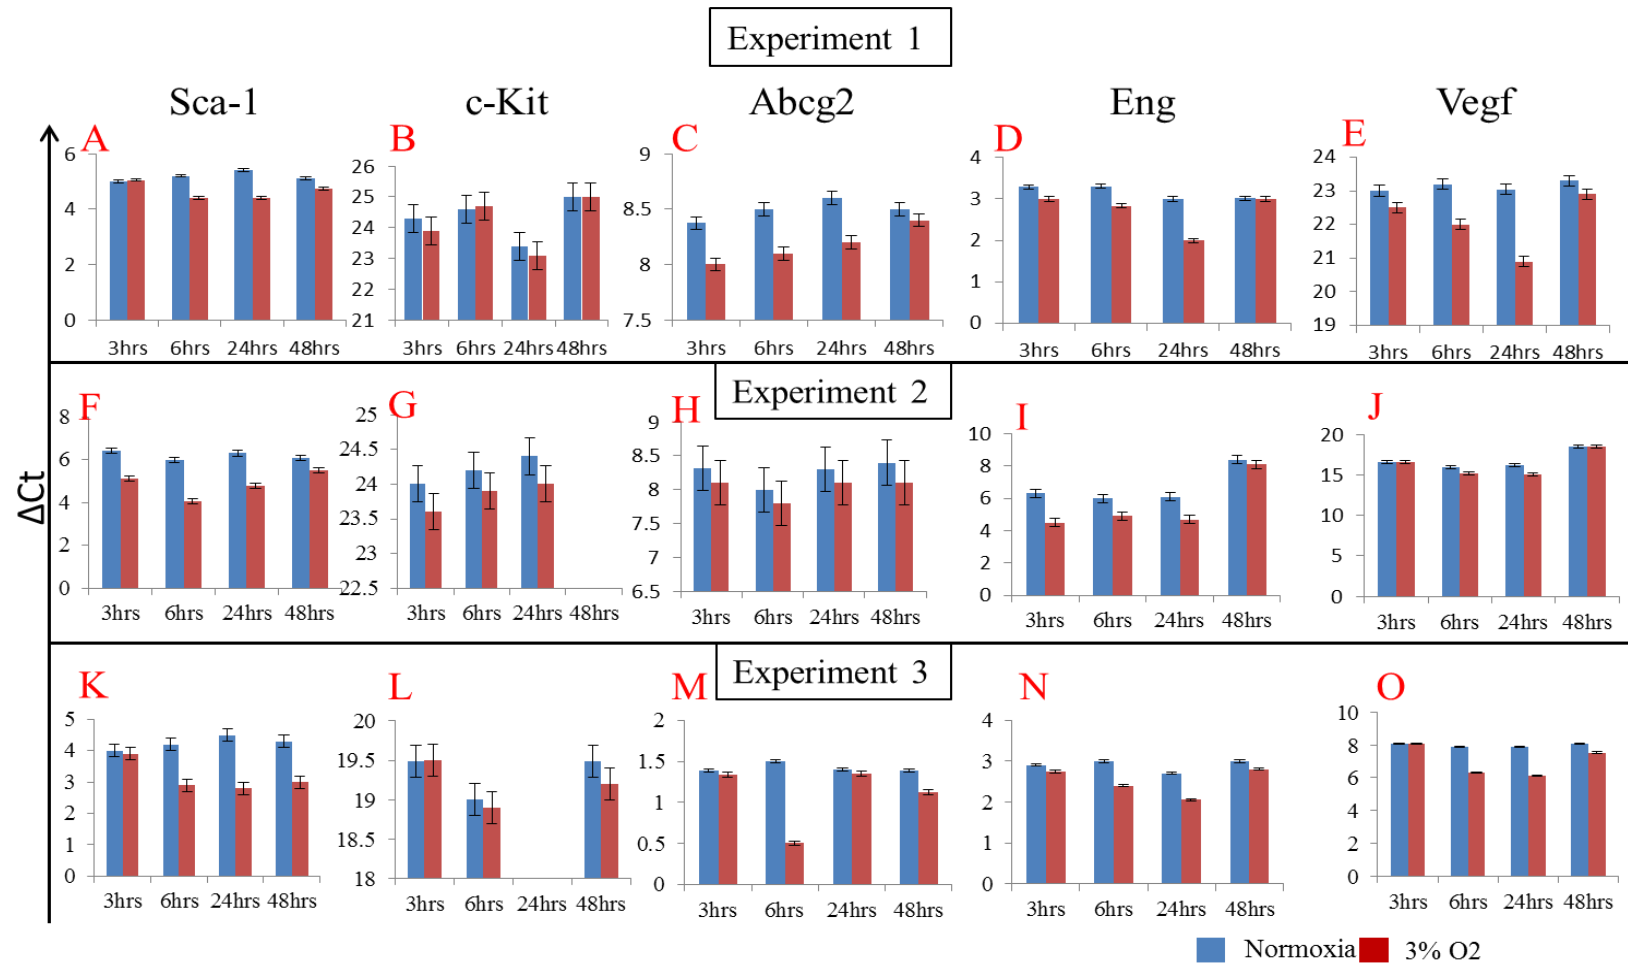 Experiment 1
Sca-1 c-Kit Abcg2 Eng Vegf
A B C D E
6 4 2 0
3hrs 6hrs 24hrs 48hrs
26 25 24 23 22 21
3hrs 6hrs 24hrs 48hrs
9 8.5 8 7.5
3hrs 6hrs 24hrs 48hrs
4 3 2 1 0
3hrs 6hrs 24hrs 48hrs
24 23 22 21 20 19
3hrs 6hrs 24hrs 48hrs
ΔCt
Experiment 2
F G H I J
8 6 4 2 0
3hrs 6hrs 24hrs 48hrs
25 24.5 24 23.5 23 22.5
3hrs 6hrs 24hrs 48hrs
9 8.5 8 7.5 7 6.5
3hrs 6hrs 24hrs 48hrs
10 8 6 4 2 0
3hrs 6hrs 24hrs 48hrs
20 15 10 5 0
3hrs 6hrs 24hrs 48hrs
Experiment 3
K L M N O
5 4 3 2 1 0
3hrs 6hrs 24hrs 48hrs
20 19.5 19 18.5 18
3hrs 6hrs 24hrs 48hrs
2 1.5 1 0.5 0
3hrs 6hrs 24hrs 48hrs
4 3 2 1 0
3hrs 6hrs 24hrs 48hrs
10 8 6 4 2 0
3hrs 6hrs 24hrs 48hrs
Normoxia 3% O2